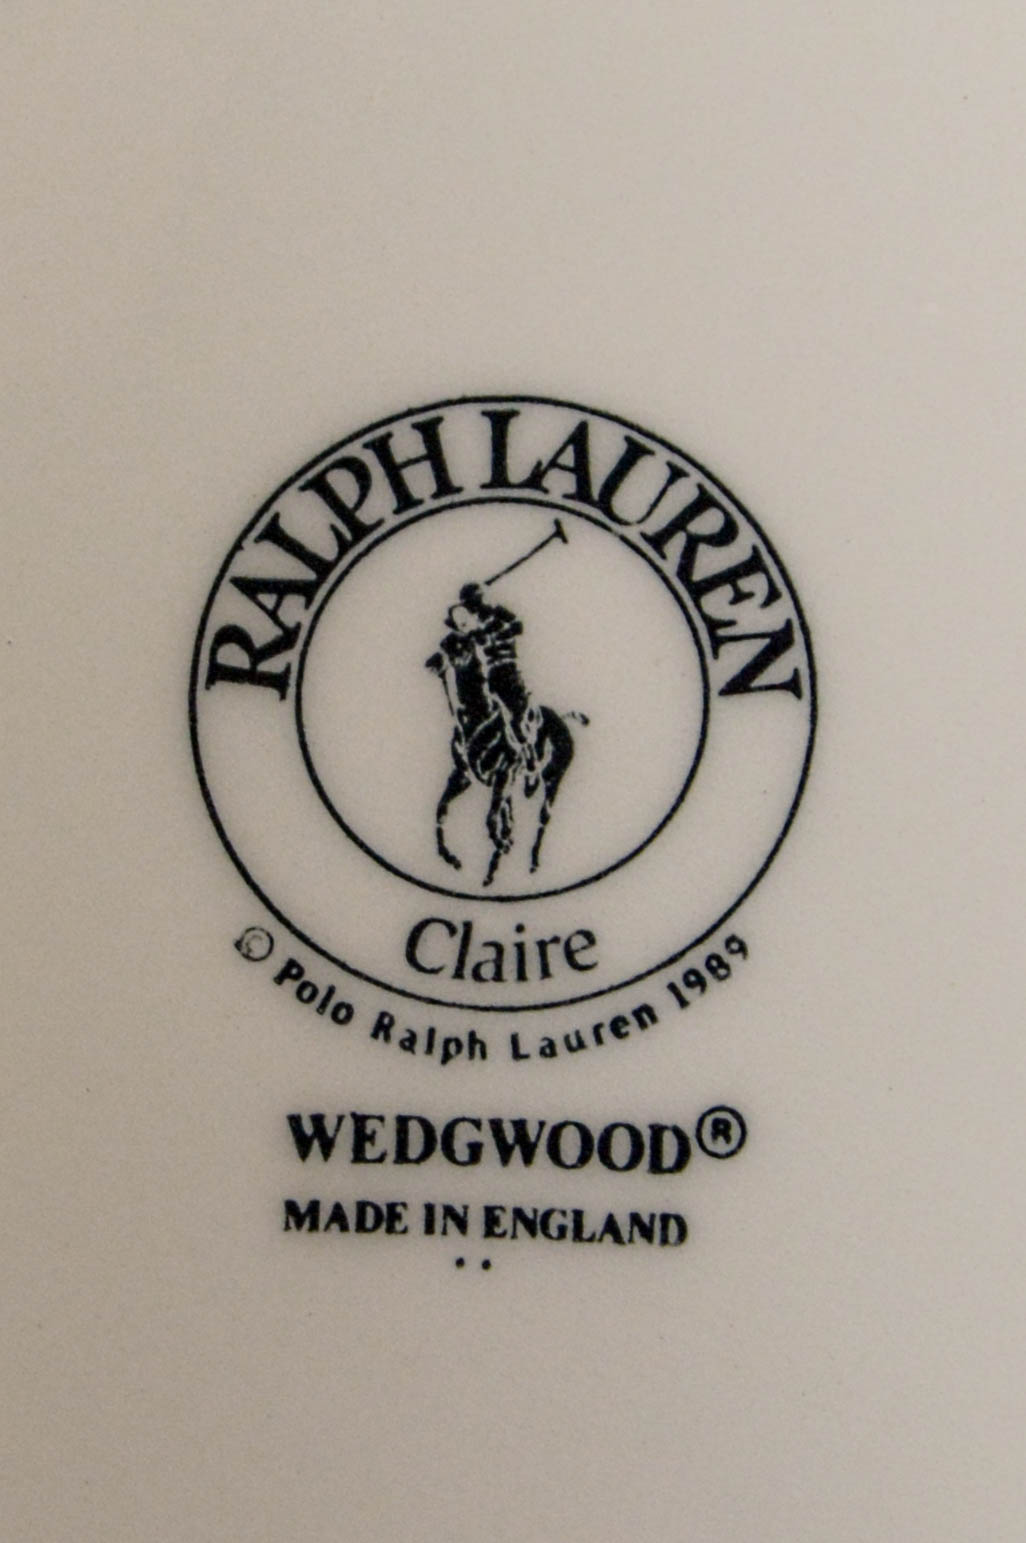 RALPH LAUREN
Claire
© Polo Ralph Lauren 1989
WEDGWOOD®
MADE IN ENGLAND